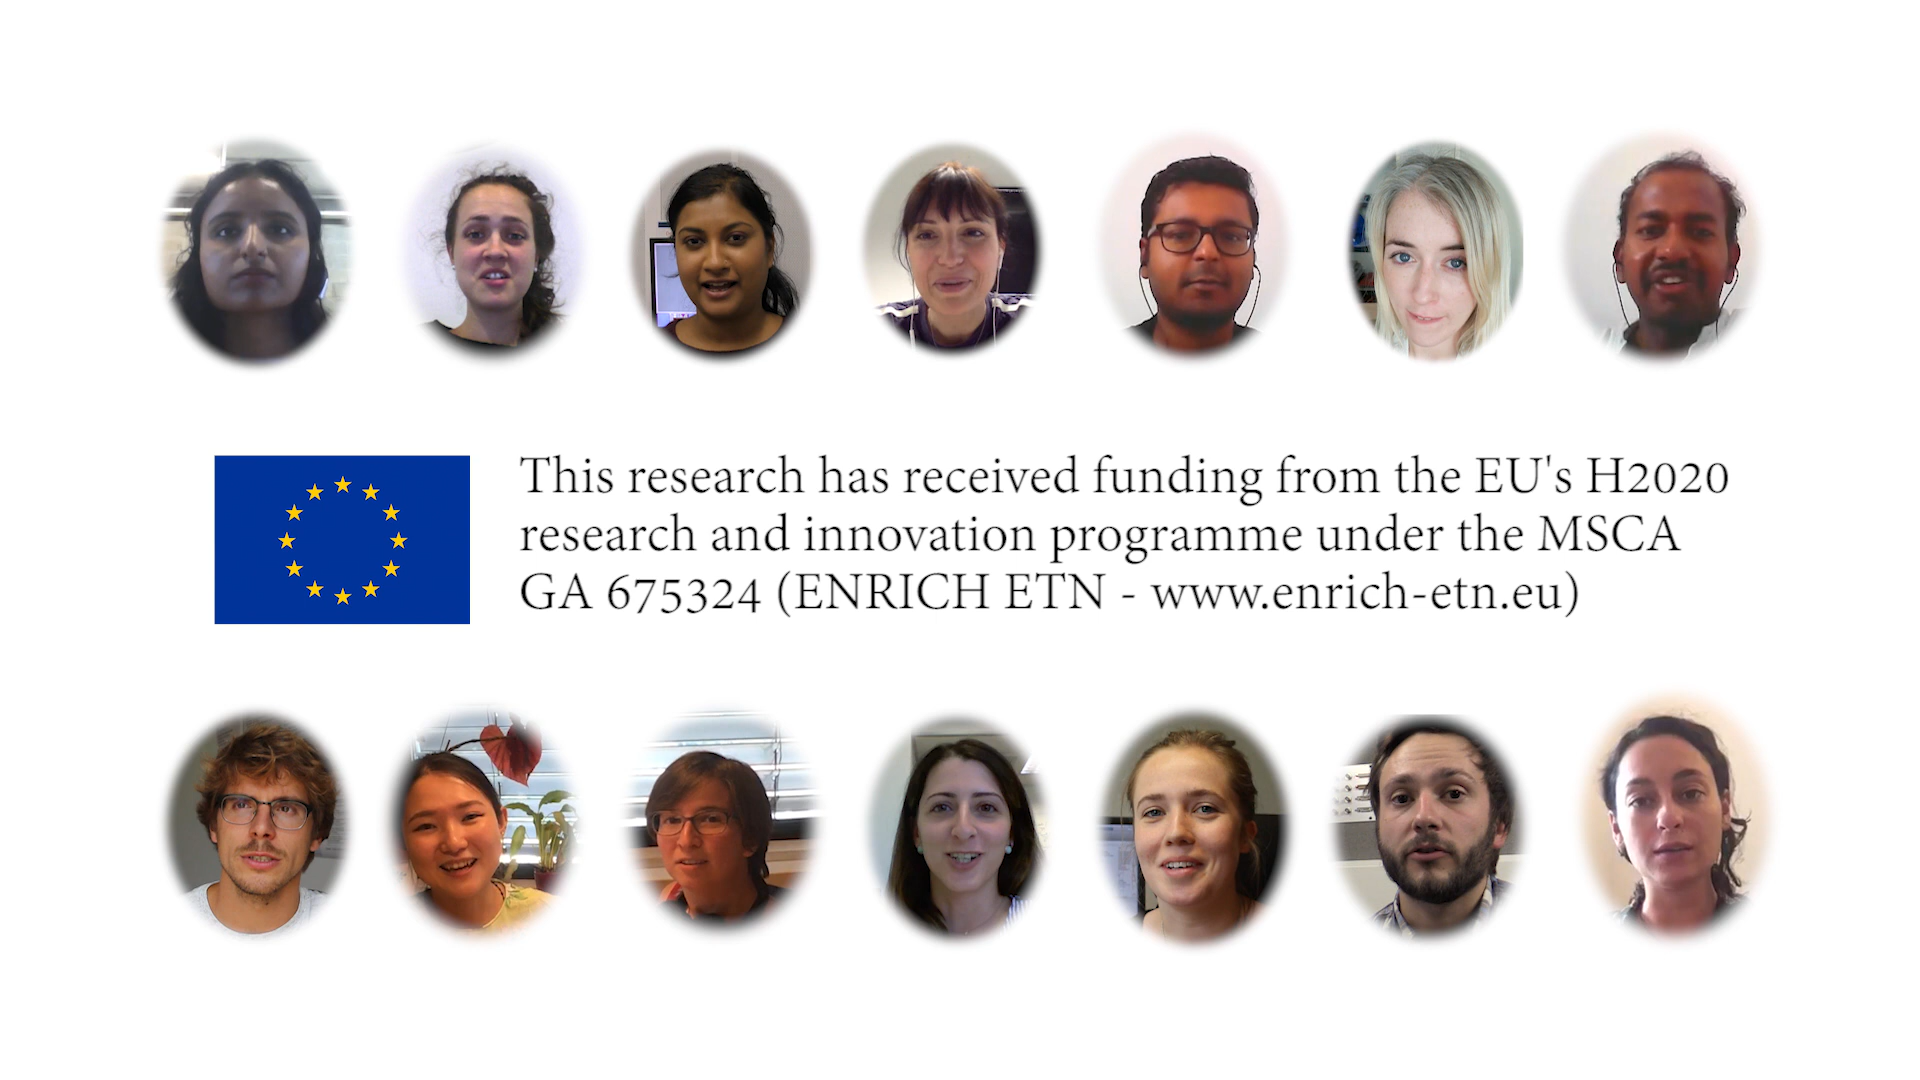 This research has received funding from the EU's H2020
research and innovation programme under the MSCA
GA 675324 (ENRICH ETN - www.enrich-etn.eu)